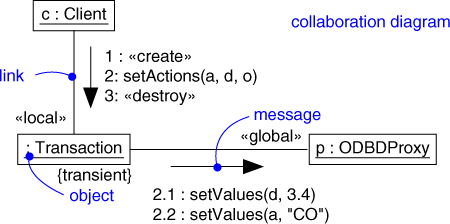 c : Client
collaboration diagram
1 : «create»
2: setActions(a, d, o)
3: «destroy»
link
«local»
message
«global»
: Transaction
p : ODBDProxy
{transient}
object
2.1 : setValues(d, 3.4)
2.2 : setValues(a, "CO")